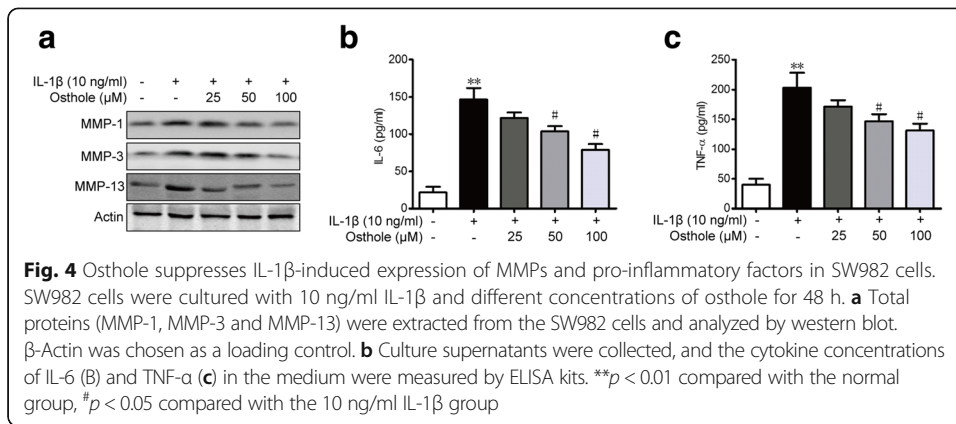 a
IL-1β (10 ng/ml) - + + + +
Osthole (μM) - - 25 50 100
MMP-1
MMP-3
MMP-13
Actin
b
IL-6 (pg/ml)
200
150
100
50
0
**
#
#
IL-1β (10 ng/ml) - + + + +
Osthole (μM) - - 25 50 100
c
TNF-α (pg/ml)
250
200
150
100
50
0
**
#
#
IL-1β (10 ng/ml) - + + + +
Osthole (μM) - - 25 50 100
Fig. 4 Osthole suppresses IL-1β-induced expression of MMPs and pro-inflammatory factors in SW982 cells.
SW982 cells were cultured with 10 ng/ml IL-1β and different concentrations of osthole for 48 h. a Total
proteins (MMP-1, MMP-3 and MMP-13) were extracted from the SW982 cells and analyzed by western blot.
β-Actin was chosen as a loading control. b Culture supernatants were collected, and the cytokine concentrations
of IL-6 (B) and TNF-α (c) in the medium were measured by ELISA kits. **p < 0.01 compared with the normal
group, #p < 0.05 compared with the 10 ng/ml IL-1β group